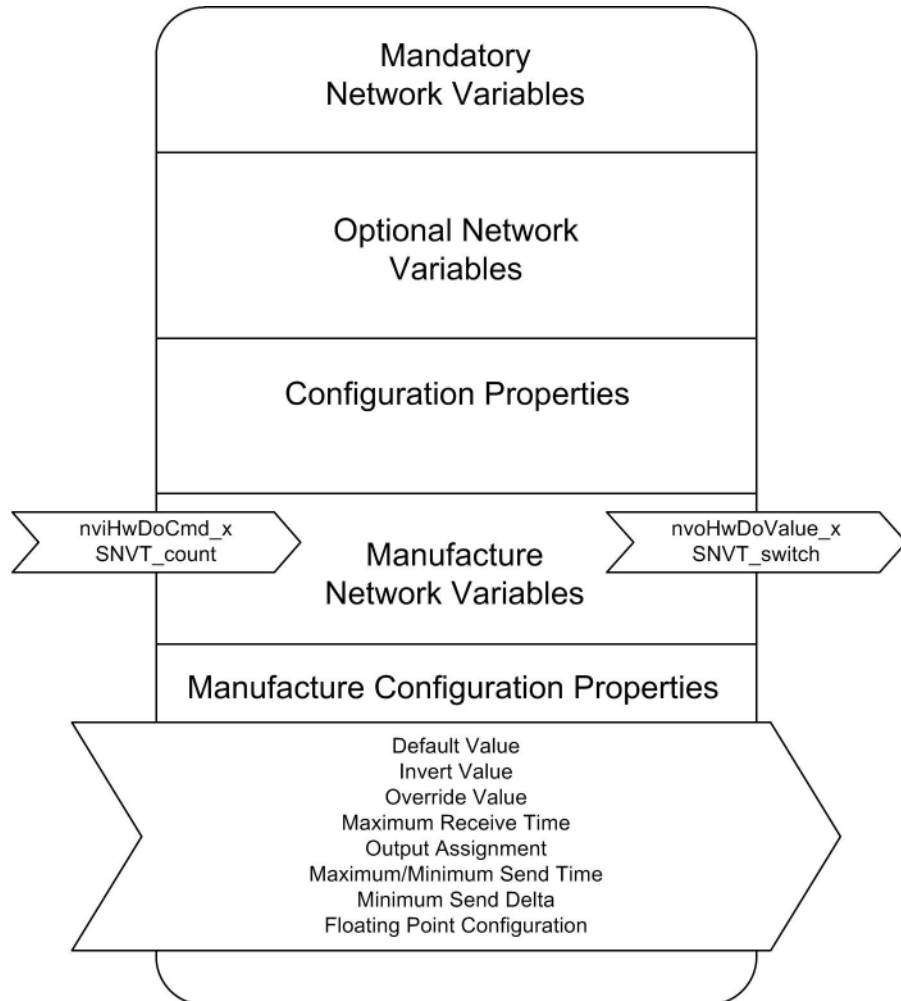 Mandatory
Network Variables
Optional Network
Variables
Configuration Properties
nviHwDoCmd_x
SNVT_count
nvoHwDoValue_x
SNVT_switch
Manufacture
Network Variables
Manufacture Configuration Properties
Default Value
Invert Value
Override Value
Maximum Receive Time
Output Assignment
Maximum/Minimum Send Time
Minimum Send Delta
Floating Point Configuration